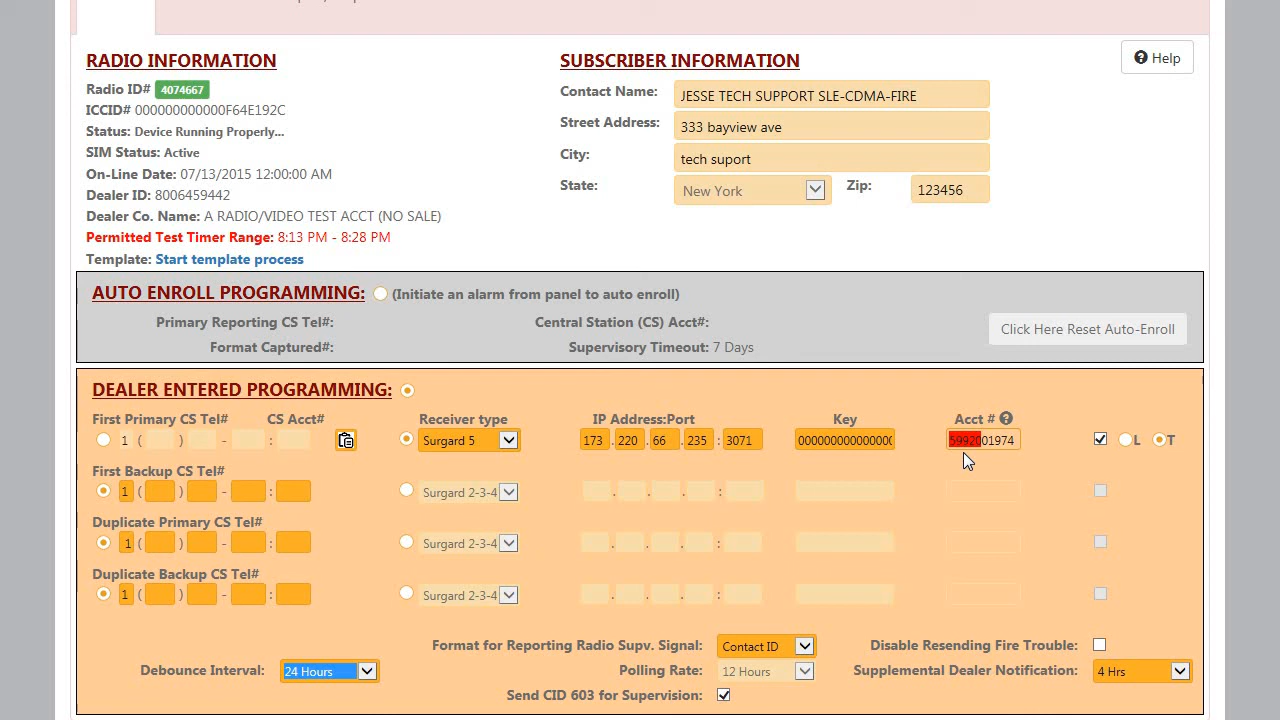 RADIO INFORMATION
SUBSCRIBER INFORMATION
Help
Radio ID# 4074667
Contact Name: JESSE TECH SUPPORT SLE-CDMA-FIRE
ICCID# 000000000000F64E192C
Street Address: 333 bayview ave
Status: Device Running Properly...
SIM Status: Active
City: tech suport
On-Line Date: 07/13/2015 12:00:00 AM
State: New York Zip: 123456
Dealer ID: 8006459442
Dealer Co. Name: A RADIO/VIDEO TEST ACCT (NO SALE)
Permitted Test Timer Range: 8:13 PM - 8:28 PM
Template: Start template process
AUTO ENROLL PROGRAMMING: (Initiate an alarm from panel to auto enroll)
Primary Reporting CS Tel#: Central Station (CS) Acct#:
Click Here Reset Auto-Enroll
Format Captured#: Supervisory Timeout: 7 Days
DEALER ENTERED PROGRAMMING:
First Primary CS Tel# CS Acct# Receiver type IP Address:Port Key Acct #
1 ( ) - : Surgard 5 173 . 220 . 66 . 235 : 3071 000000000000000 599201974 L T
First Backup CS Tel#
1 ( ) - : Surgard 2-3-4 . . . :
Duplicate Primary CS Tel#
1 ( ) - : Surgard 2-3-4 . . . :
Duplicate Backup CS Tel#
1 ( ) - : Surgard 2-3-4 . . . :
Format for Reporting Radio Supv. Signal: Contact ID Disable Resending Fire Trouble:
Debounce Interval: 24 Hours Polling Rate: 12 Hours Supplemental Dealer Notification: 4 Hrs
Send CID 603 for Supervision: